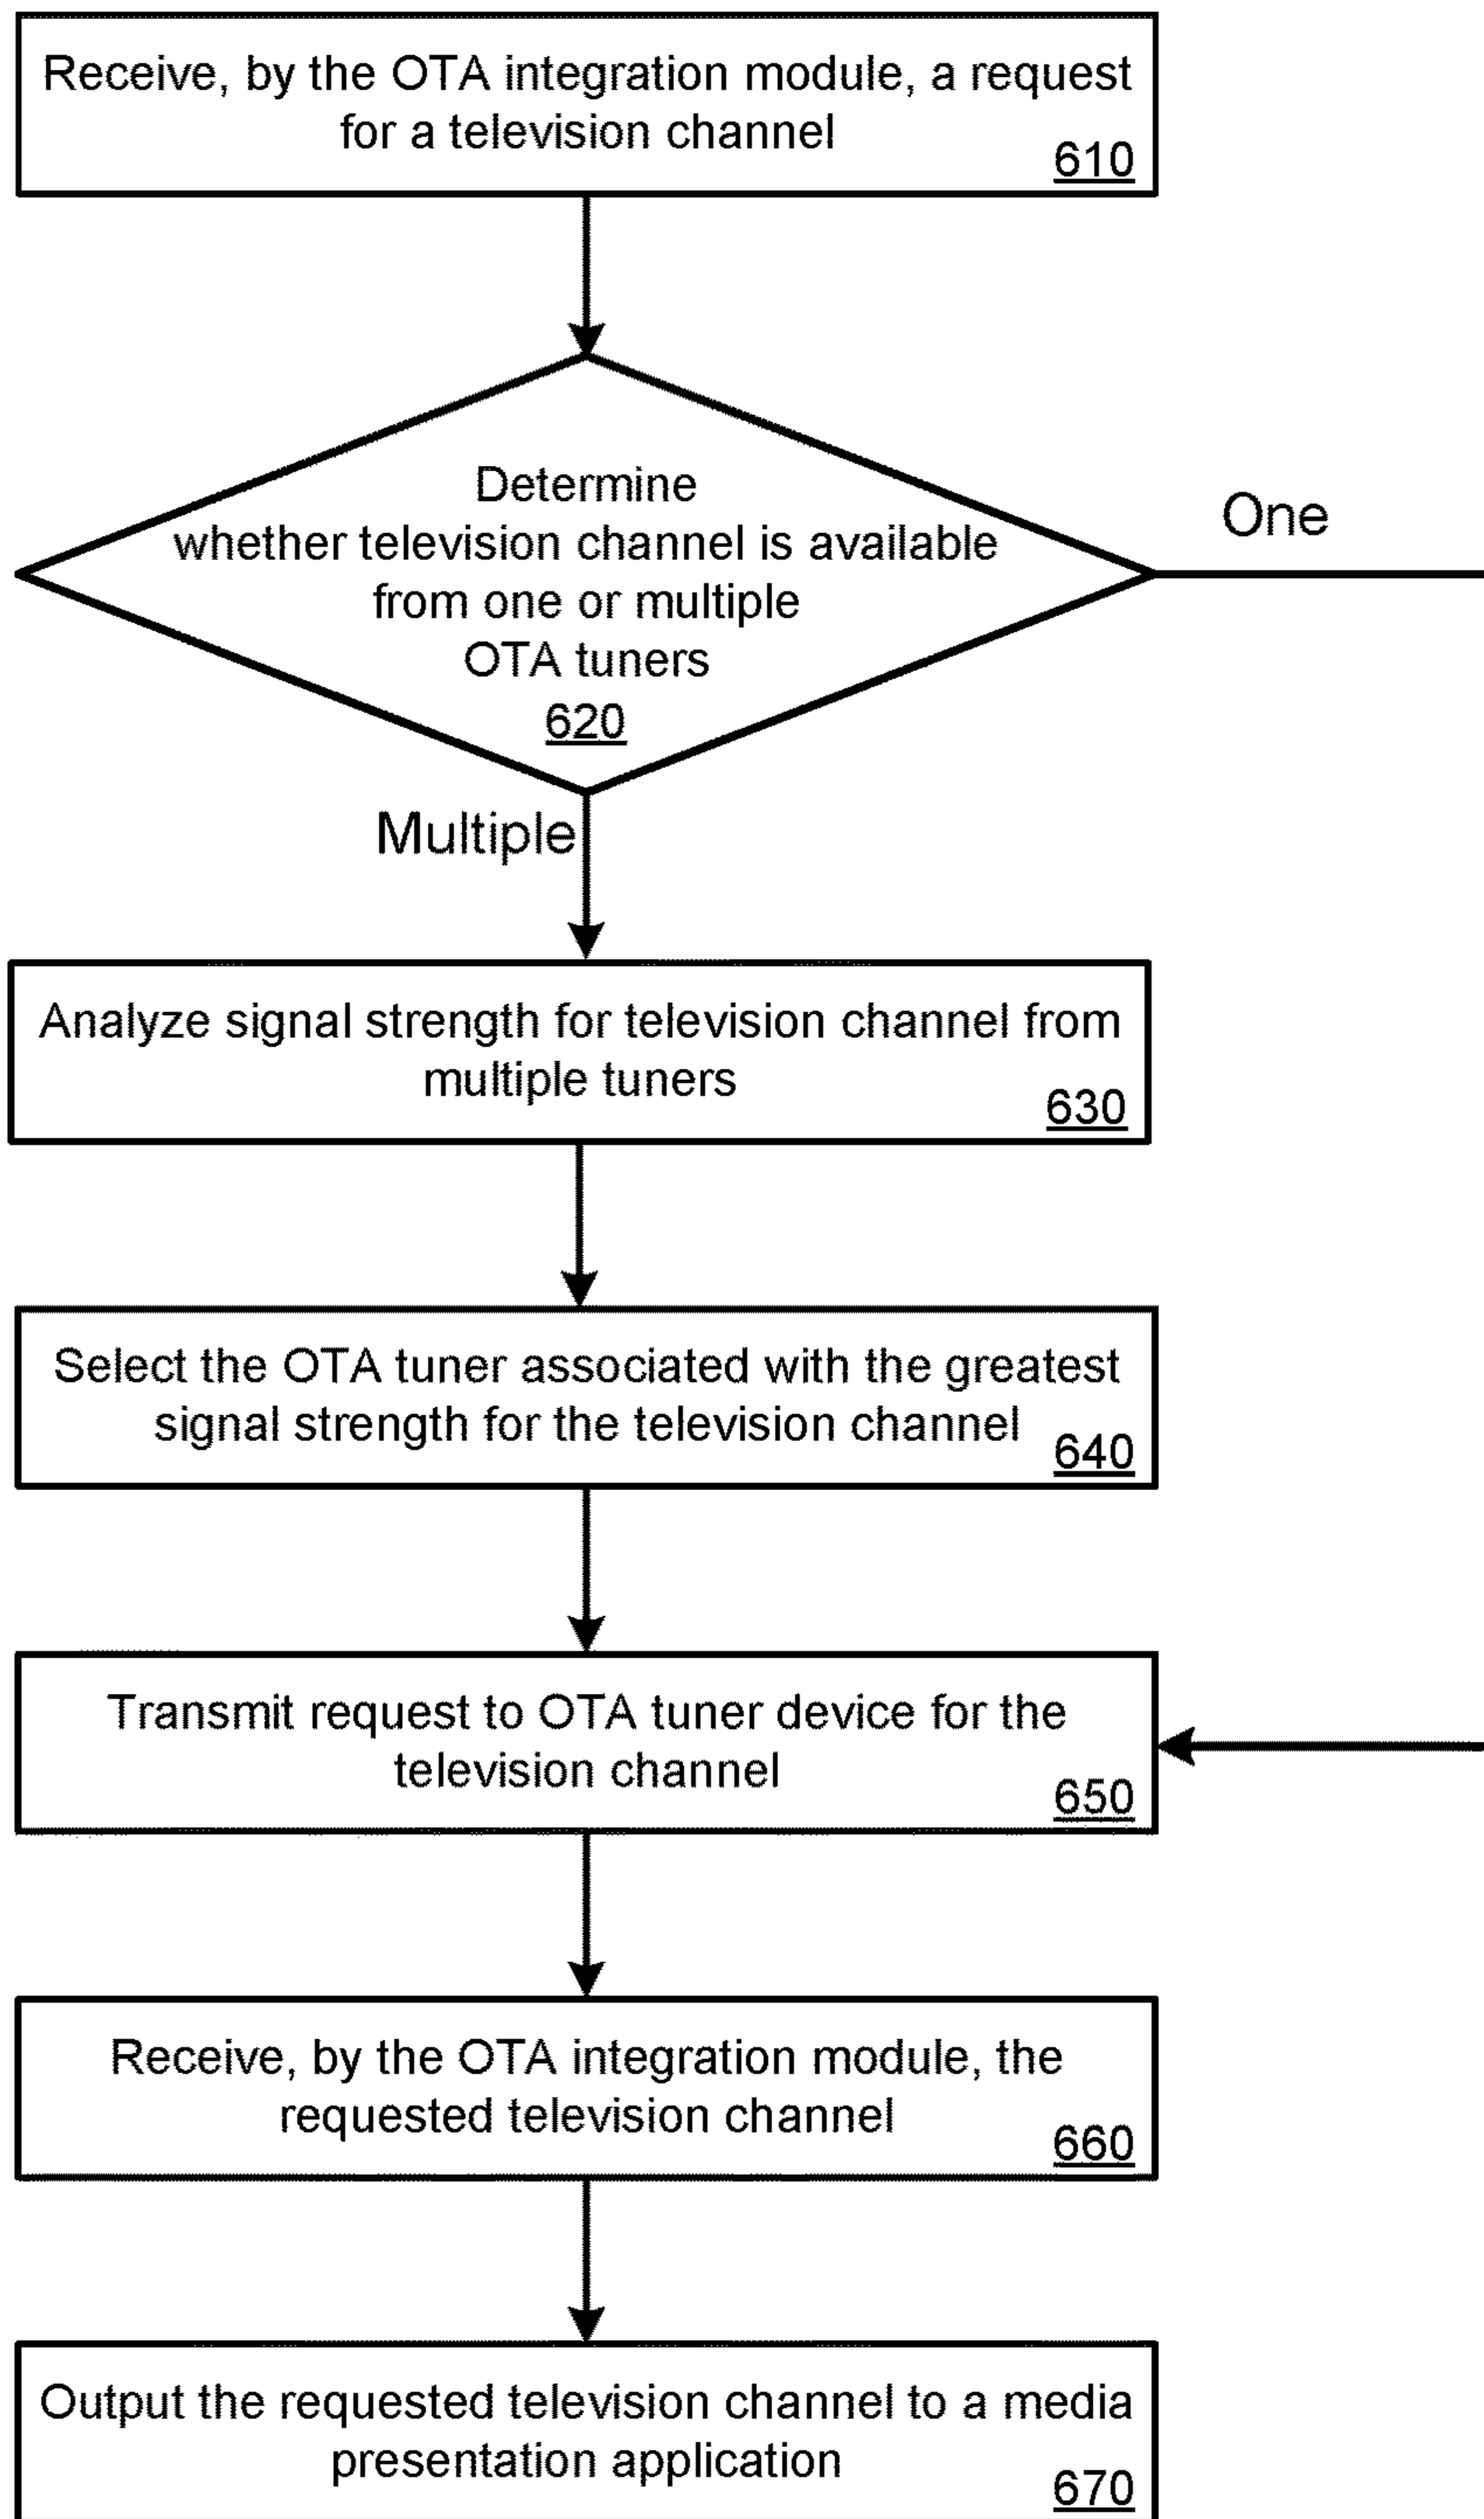 Receive, by the OTA integration module, a request
for a television channel
610
Determine
whether television channel is available
from one or multiple
OTA tuners
620
One
Multiple
Analyze signal strength for television channel from
multiple tuners
630
Select the OTA tuner associated with the greatest
signal strength for the television channel
640
Transmit request to OTA tuner device for the
television channel
650
Receive, by the OTA integration module, the
requested television channel
660
Output the requested television channel to a media
presentation application
670